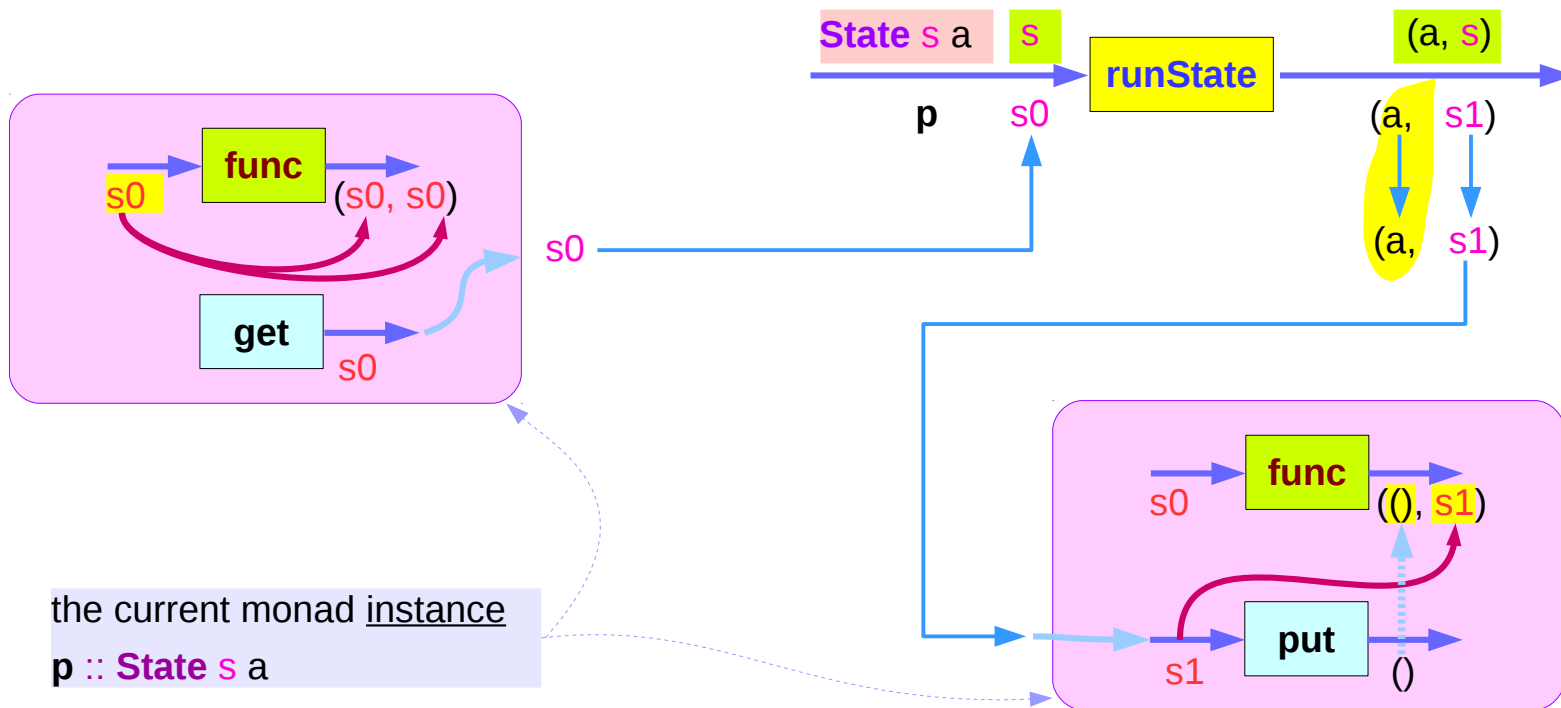 State s a s
(a, s)
runState
p s0
(a, s1)
func
s0 (s0, s0)
(a, s1)
s0
get
s0
func
s0 ((), s1)
the current monad instance
put
p :: State s a
s1 ()